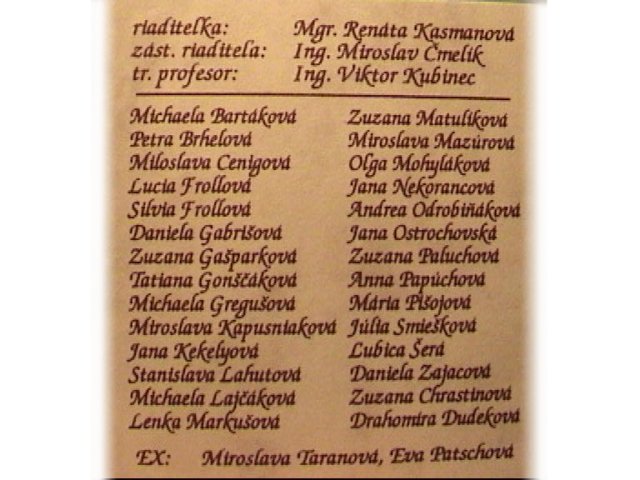 riaditeľka: Mgr. Renáta Kasmanová
zást. riaditeľa: Ing. Miroslav Čmelík
tr. profesor: Ing. Viktor Kubinec
Michaela Bartáková
Petra Brhelová
Miloslava Cenigová
Lucia Frollová
Silvia Frollová
Daniela Gabrišová
Zuzana Gašparková
Tatiana Gonščáková
Michaela Gregušová
Miroslava Kapusniaková
Jana Kekelyová
Stanislava Lahutová
Michaela Lajčáková
Lenka Markušová
Zuzana Matulíková
Miroslava Mazúrová
Oľga Mohyláková
Jana Nekorancová
Andrea Odrobiňáková
Jana Ostrochovská
Zuzana Paluchová
Anna Papúchová
Mária Pišojová
Júlia Smiešková
Ľubica Šerá
Daniela Zajacová
Zuzana Chrastinová
Drahomíra Dudeková
EX: Miroslava Taranová, Eva Patschová